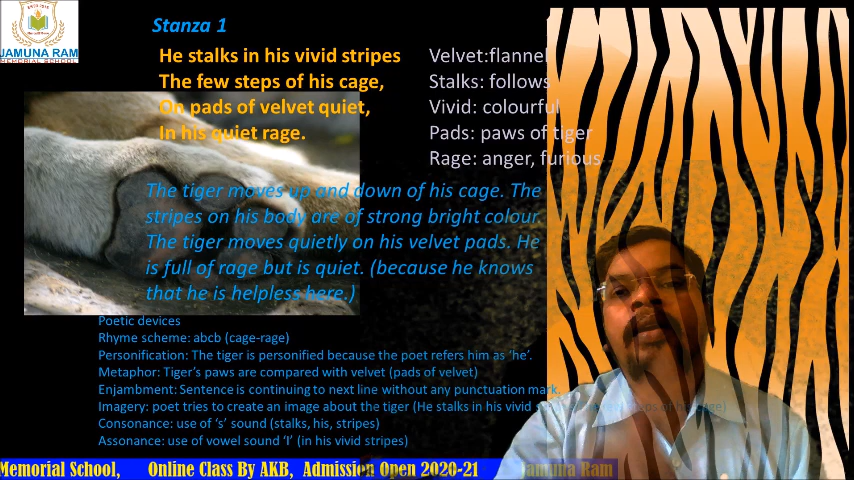 JAMUNA RAM
MEMORIAL SCHOOL
Stanza 1
He stalks in his vivid stripes
The few steps of his cage,
On pads of velvet quiet,
In his quiet rage.
Velvet:flannel
Stalks: follows
Vivid: colourful
Pads: paws of tiger
Rage: anger, furious
The tiger moves up and down of his cage. The
stripes on his body are of strong bright colour.
The tiger moves quietly on his velvet pads. He
is full of rage but is quiet. (because he knows
that he is helpless here.)
Poetic devices
Rhyme scheme: abcb (cage-rage)
Personification: The tiger is personified because the poet refers him as ‘he’.
Metaphor: Tiger’s paws are compared with velvet (pads of velvet)
Enjambment: Sentence is continuing to next line without any punctuation mark.
Imagery: poet tries to create an image about the tiger (He stalks in his vivid steps of his cage)
Consonance: use of ‘s’ sound (stalks, his, stripes)
Assonance: use of vowel sound ‘I’ (in his vivid stripes)
Memorial School, Online Class By AKB, Admission Open 2020-21 Jamuna Ram